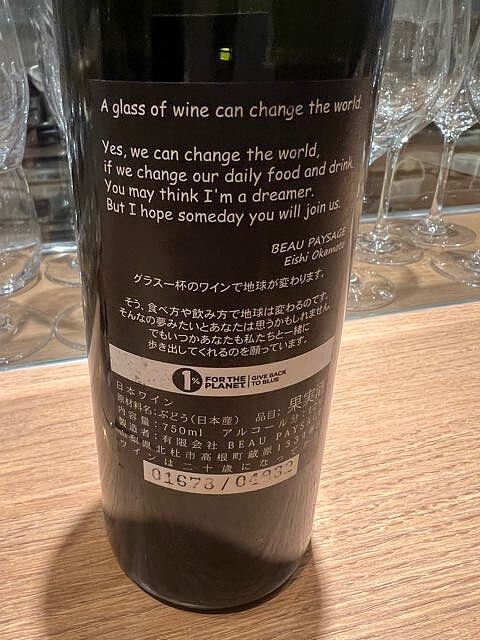 A glass of wine can change the world.
Yes, we can change the world,
if we change our daily food and drink.
You may think I'm a dreamer.
But I hope someday you will join us.
BEAU PAYSAGE
Eishi Okamoto
グラス一杯のワインで地球が変わります。
そう、食べ方や飲み方で地球は変わるのです。
そんなの夢みたいとあなたは思うかもしれません。
でもいつかあなたも私たちと一緒に
歩き出してくれるのを願っています。
1% FOR THE PLANET. GIVE BACK TO BLUE
日本ワイン
原材料名:ぶどう(日本産) 品目: 果実酒
内容量:750ml アルコール分:
製造者:有限会社 BEAU PAYSAGE
北杜市高根町蔵原
ワインは二十歳になって
01678/04932